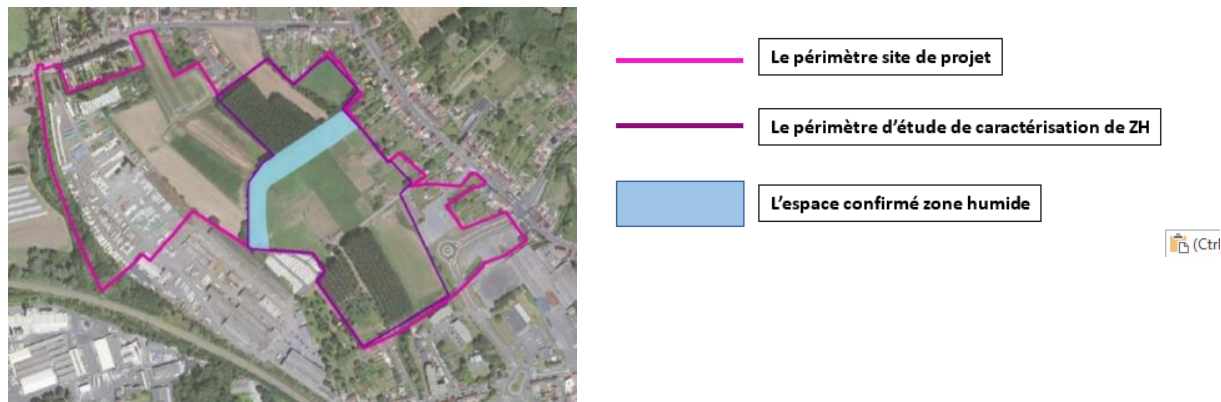 Le périmètre site de projet
Le périmètre d'étude de caractérisation de ZH
L'espace confirmé zone humide
(Ctrl